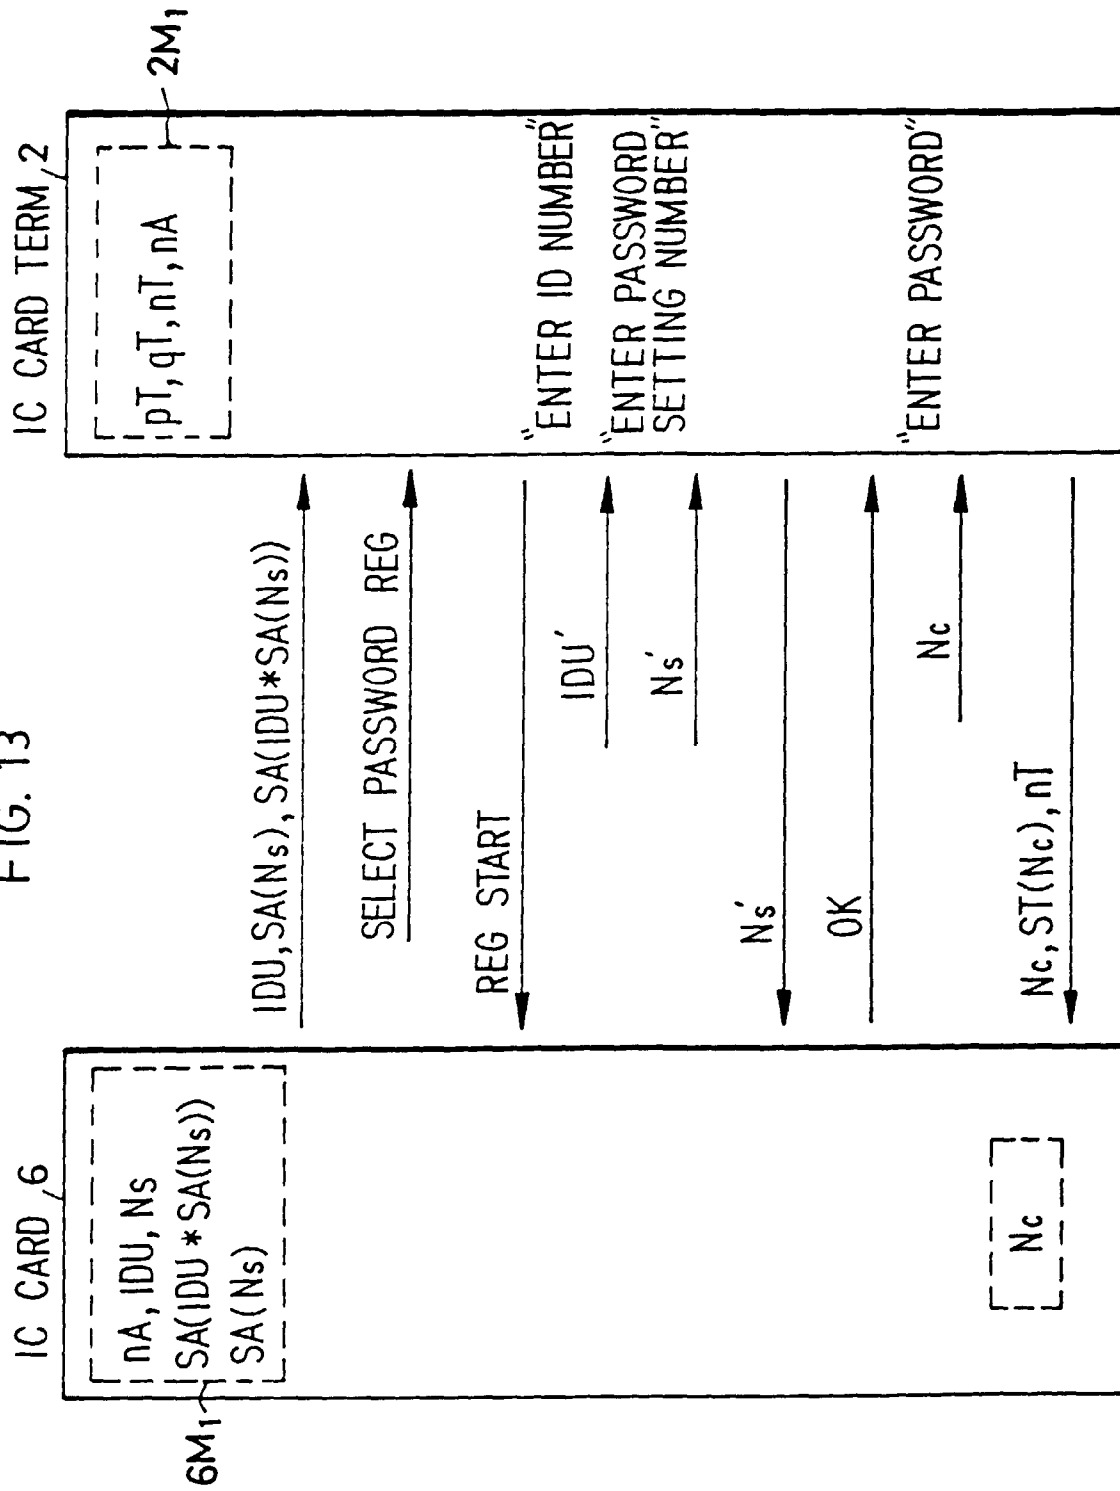 FIG. 13
IC CARD 6
6M1
nA, IDU, Ns
SA(IDU*SA(Ns))
SA(Ns)
IC CARD TERM 2
2M1
pT, qT, nT, nA
IDU, SA(Ns), SA(IDU*SA(Ns))
SELECT PASSWORD REG
REG START
"ENTER ID NUMBER"
IDU′
"ENTER PASSWORD
SETTING NUMBER"
Ns′
Ns′
OK
"ENTER PASSWORD"
Nc
Nc
Nc, ST(Nc), nT